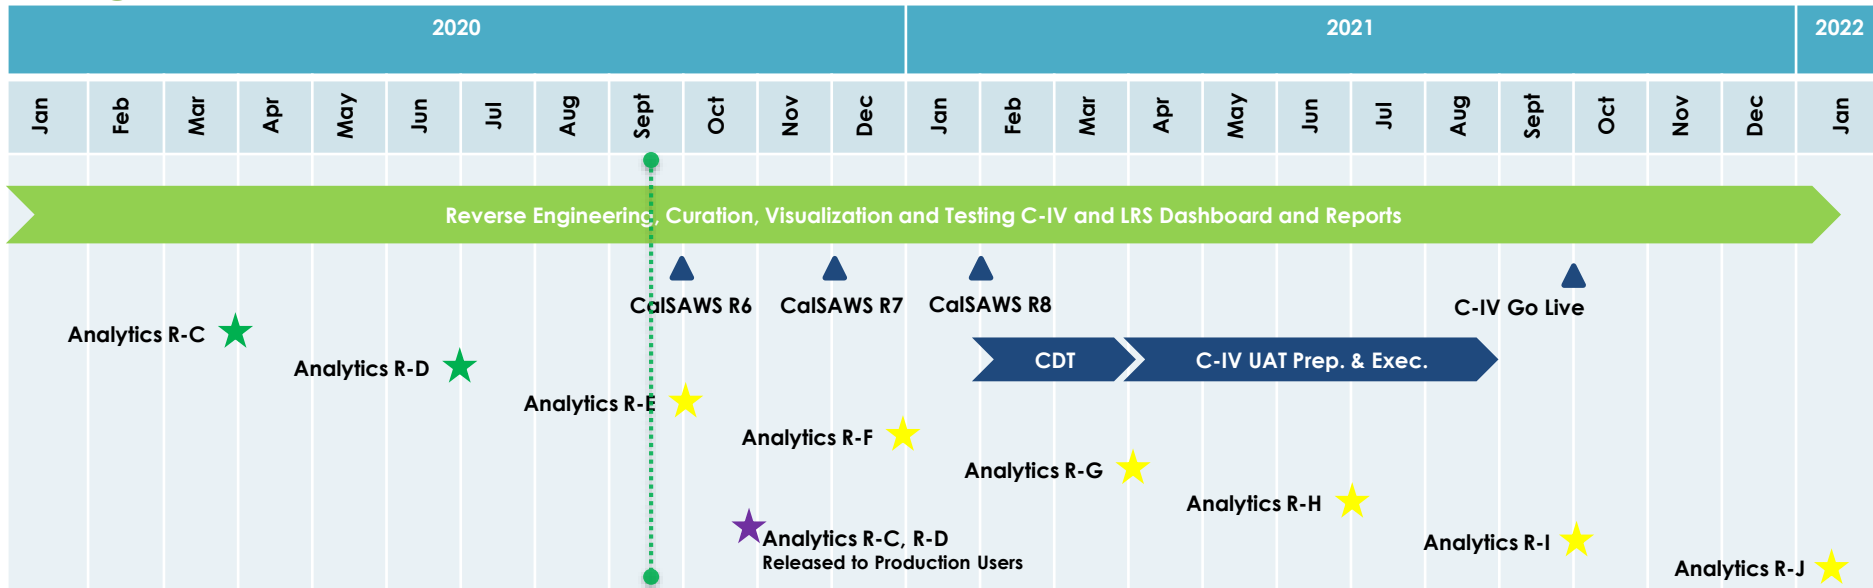 2020
2021
2022
Jan
Feb
Mar
Apr
May
Jun
Jul
Aug
Sept
Oct
Nov
Dec
Jan
Feb
Mar
Apr
May
Jun
Jul
Aug
Sept
Oct
Nov
Dec
Jan
Reverse Engineering, Curation, Visualization and Testing C-IV and LRS Dashboard and Reports
CalSAWS R6
CalSAWS R7
CalSAWS R8
C-IV Go Live
Analytics R-C
Analytics R-D
CDT
C-IV UAT Prep. & Exec.
Analytics R-E
Analytics R-F
Analytics R-G
Analytics R-H
Analytics R-C, R-D
Released to Production Users
Analytics R-I
Analytics R-J